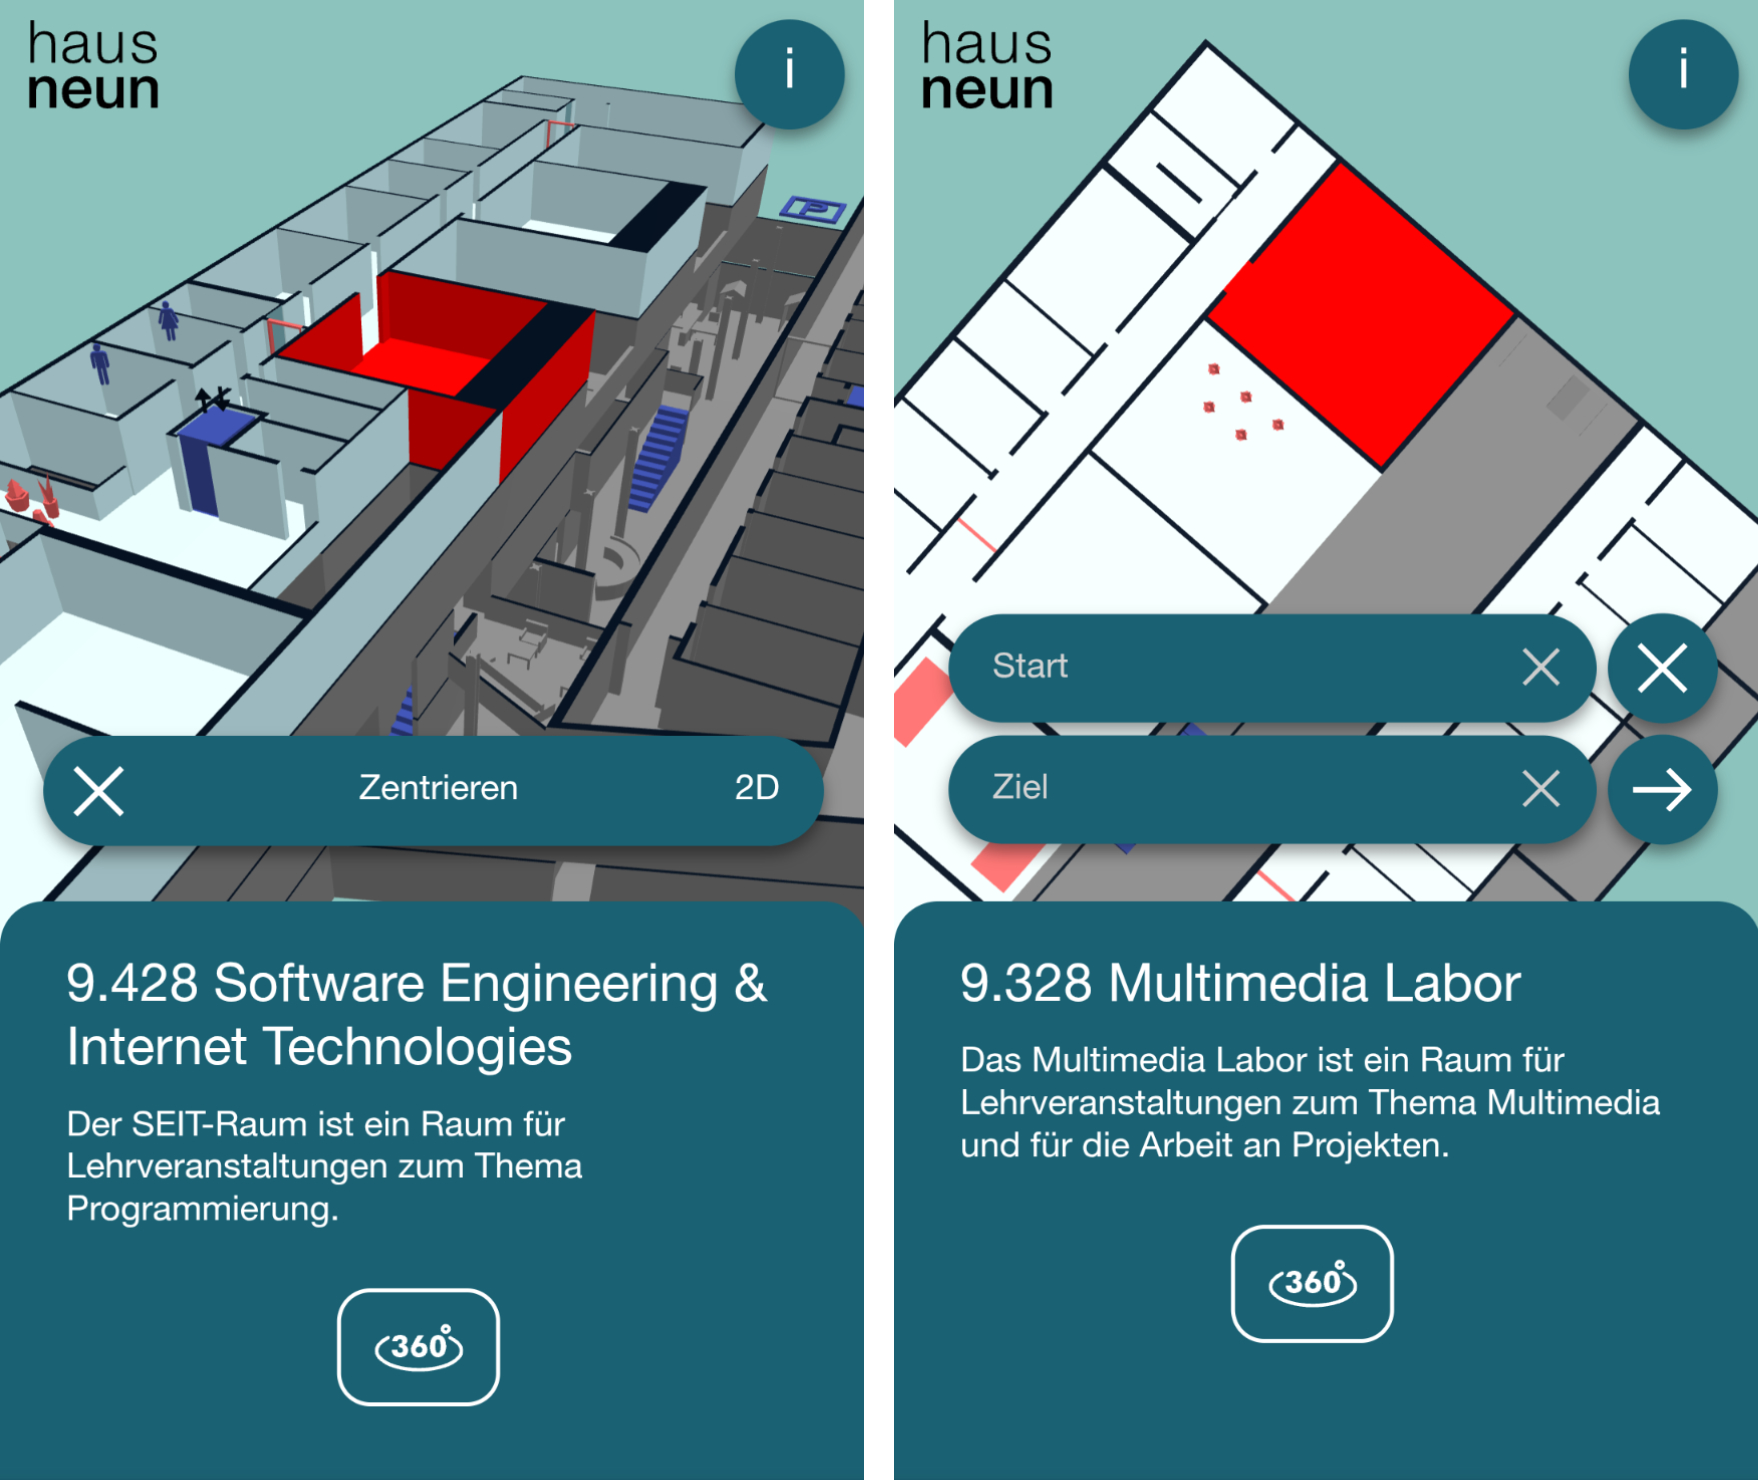 haus
neun
i
P
Zentrieren 2D
9.428 Software Engineering &
Internet Technologies
Der SEIT-Raum ist ein Raum für
Lehrveranstaltungen zum Thema
Programmierung.
360°
haus
neun
i
Start
Ziel
9.328 Multimedia Labor
Das Multimedia Labor ist ein Raum für
Lehrveranstaltungen zum Thema Multimedia
und für die Arbeit an Projekten.
360°